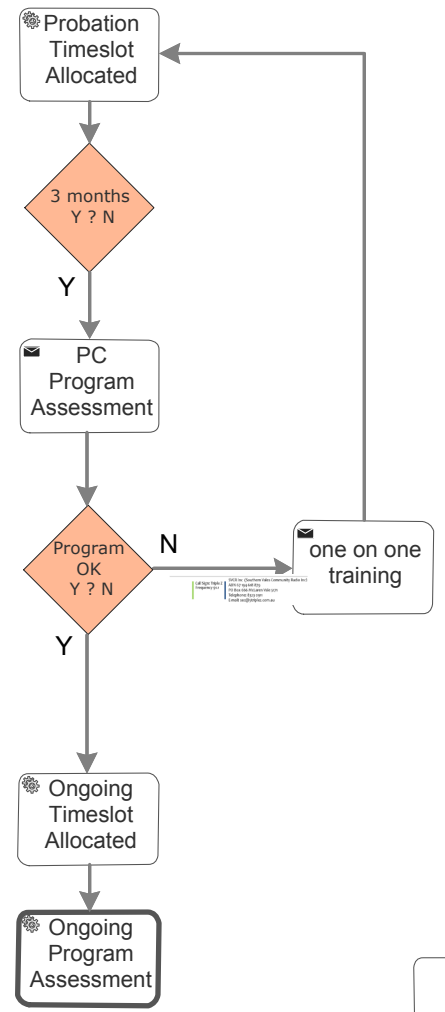 Probation
Timeslot
Allocated
3 months
Y ? N
Y
PC
Program
Assessment
Program
OK
Y ? N
N
one on one
training
Y
Ongoing
Timeslot
Allocated
Ongoing
Program
Assessment